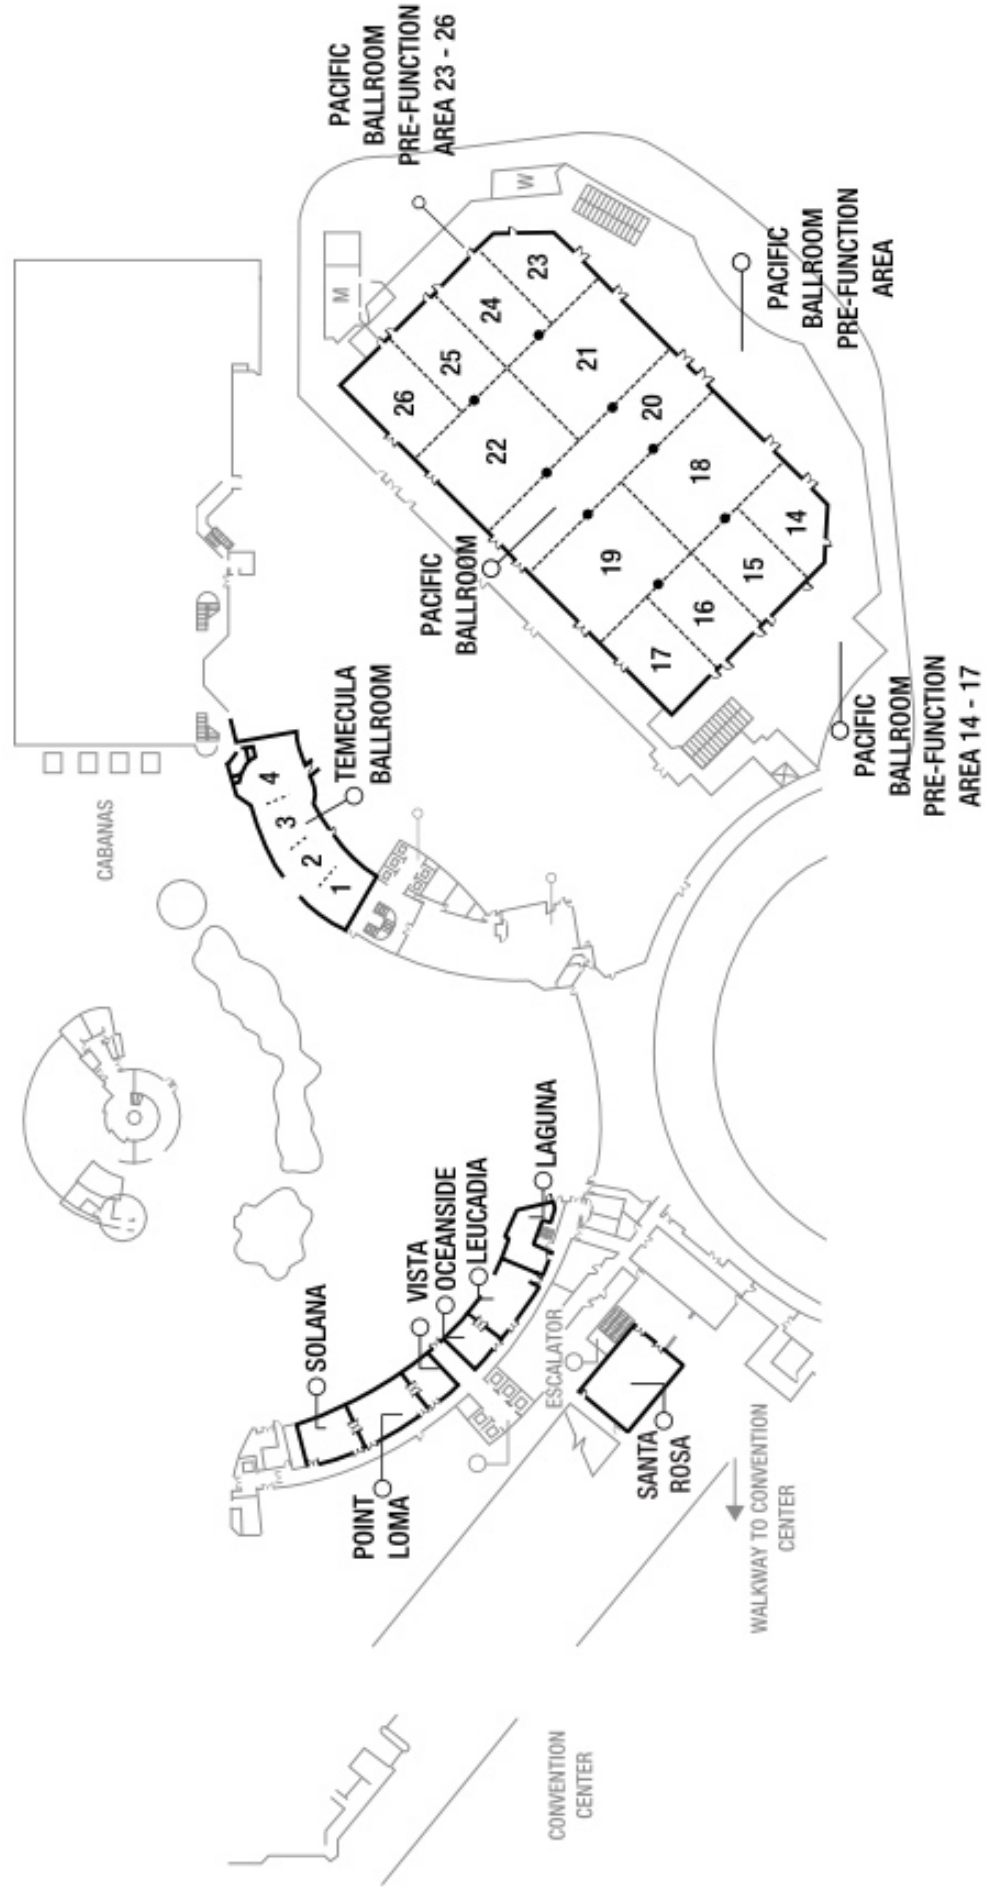 PACIFIC
BALLROOM
PRE-FUNCTION
AREA 23 - 26
W
M
23
24
25
26
21
22
20
18
19
14
15
16
17
PACIFIC
BALLROOM
PRE-FUNCTION
AREA
PACIFIC
BALLROOM
PACIFIC
BALLROOM
PRE-FUNCTION
AREA 14 - 17
TEMECULA
BALLROOM
4
3
2
1
CABANAS
LAGUNA
LEUCADIA
OCEANSIDE
VISTA
SOLANA
POINT
LOMA
ESCALATOR
SANTA
ROSA
WALKWAY TO CONVENTION
CENTER
CONVENTION
CENTER